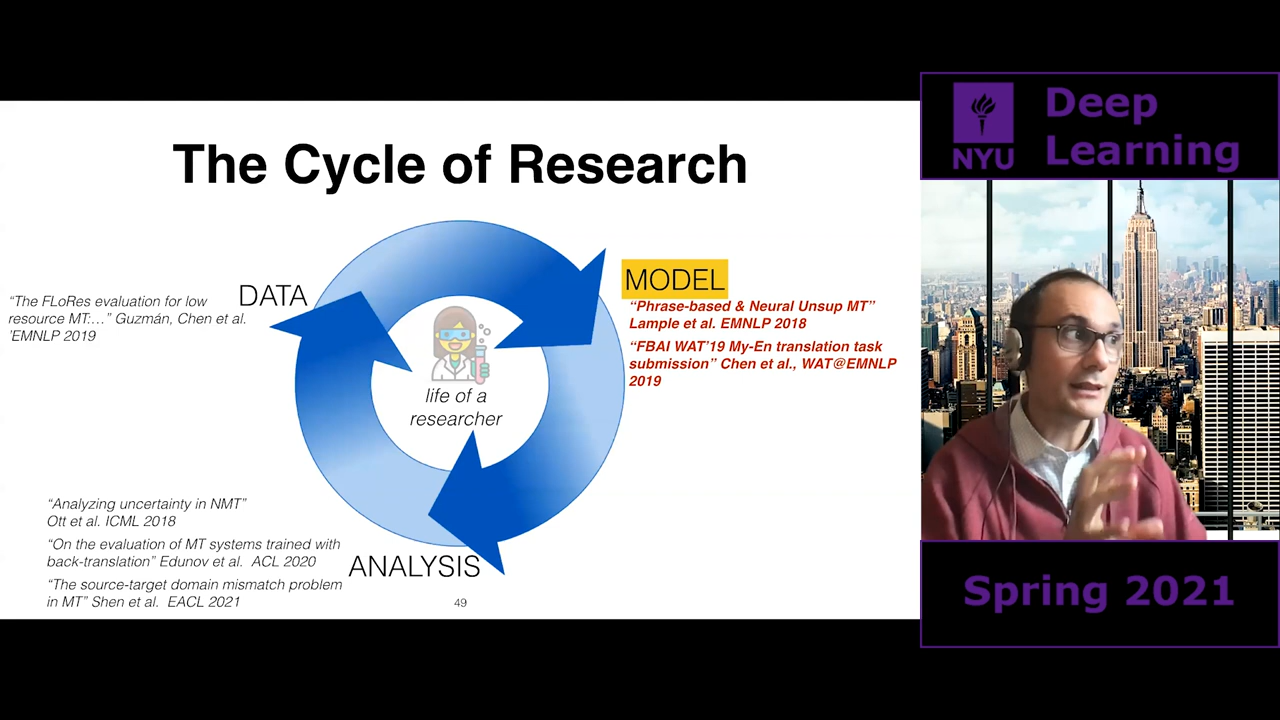 The Cycle of Research
DATA
MODEL
“The FLoRes evaluation for low
resource MT:…” Guzmán, Chen et al.
’EMNLP 2019
“Phrase-based & Neural Unsup MT”
Lample et al. EMNLP 2018
“FBAI WAT’19 My-En translation task
submission” Chen et al., WAT@EMNLP
2019
life of a
researcher
“Analyzing uncertainty in NMT”
Ott et al. ICML 2018
“On the evaluation of MT systems trained with
back-translation” Edunov et al. ACL 2020
“The source-target domain mismatch problem
in MT” Shen et al. EACL 2021
ANALYSIS
49
NYU
Deep
Learning
Spring 2021